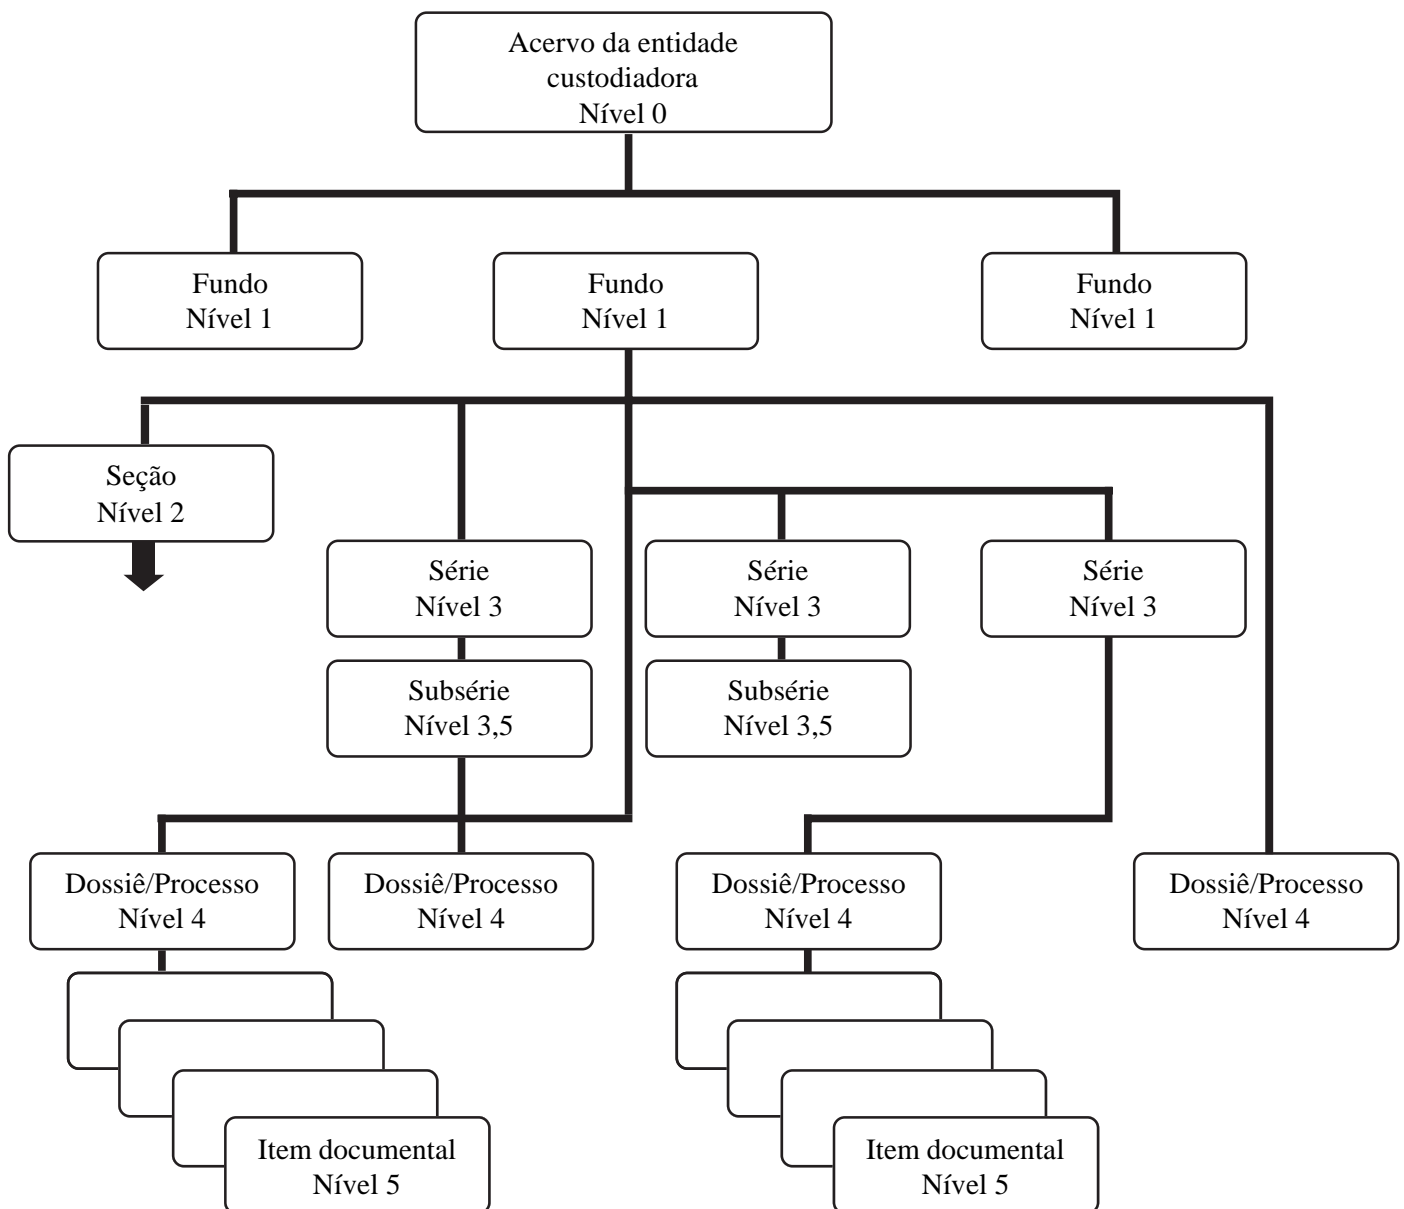 Acervo da entidade
custodiadora
Nível 0
Fundo
Nível 1
Fundo
Nível 1
Fundo
Nível 1
Seção
Nível 2
Série
Nível 3
Série
Nível 3
Série
Nível 3
Subsérie
Nível 3,5
Subsérie
Nível 3,5
Dossiê/Processo
Nível 4
Dossiê/Processo
Nível 4
Dossiê/Processo
Nível 4
Dossiê/Processo
Nível 4
Item documental
Nível 5
Item documental
Nível 5